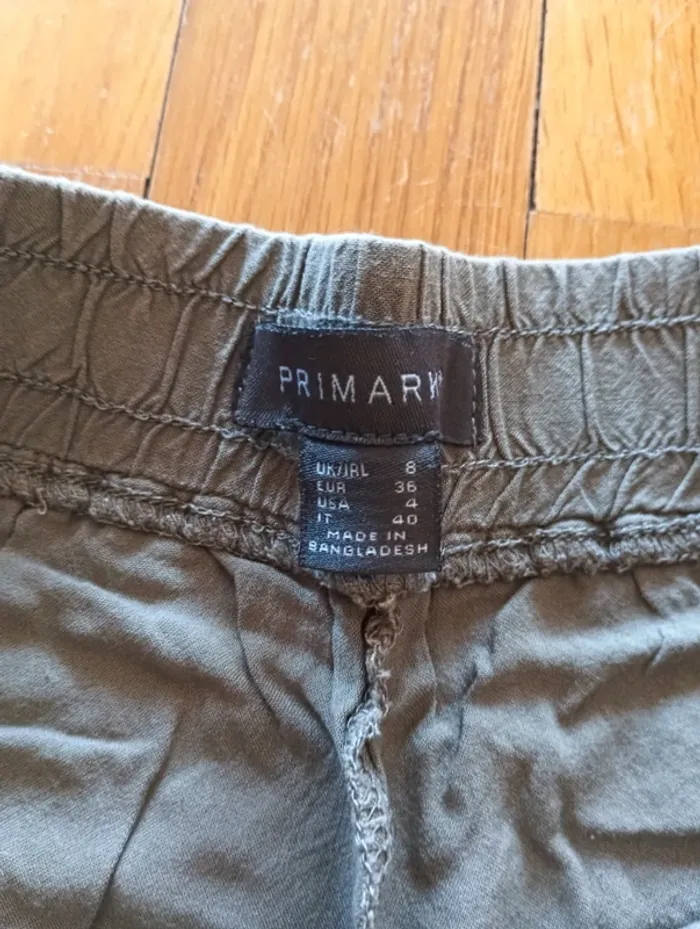 PRIMARK
UK/IRL 8
EUR 36
USA 4
IT 40
MADE IN
BANGLADESH